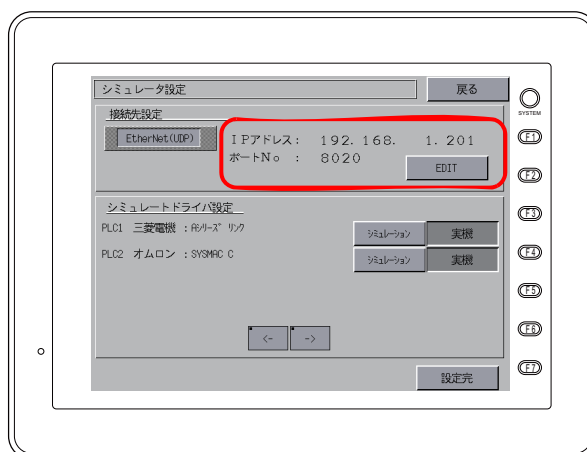 シミュレータ設定 戻る
SYSTEM
接続先設定
EtherNet(UDP)
IPアドレス: 192.168. 1.201
ポートNo : 8020
EDIT
シミュレートドライバ設定
PLC1 三菱電機 :Aｼﾘｰｽﾞ ﾘﾝｸ ｼﾐｭﾚｰｼｮﾝ 実機
PLC2 オムロン :SYSMAC C ｼﾐｭﾚｰｼｮﾝ 実機
<- ->
設定完
F1
F2
F3
F4
F5
F6
F7